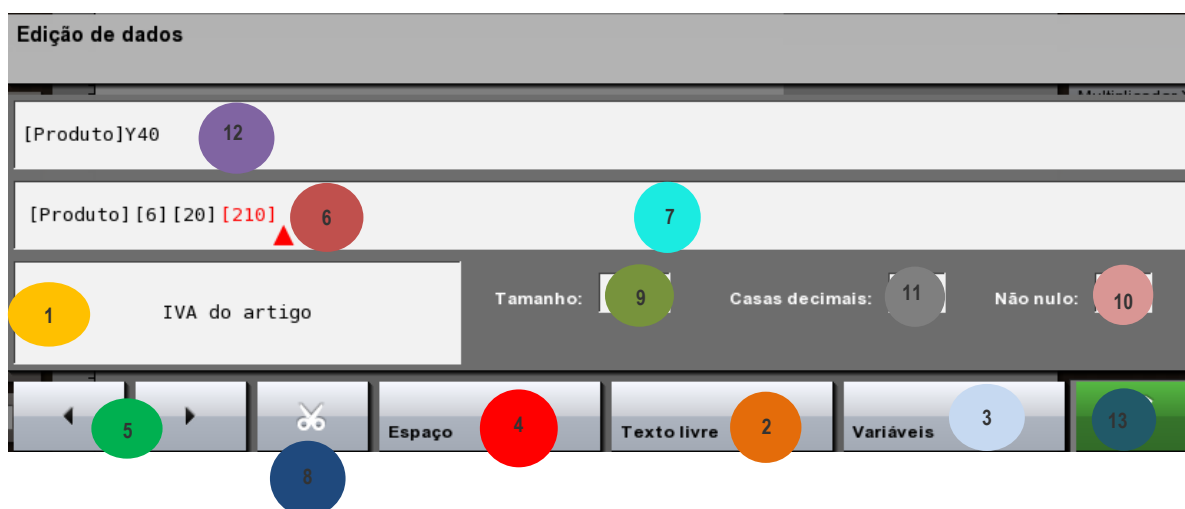 Edição de dados
[Produto]Y40 12
[Produto][6][20][210] 6 7
1 IVA do artigo Tamanho: 9 Casas decimais: 11 Não nulo: 10
5 8 Espaço 4 Texto livre 2 Variáveis 3 13